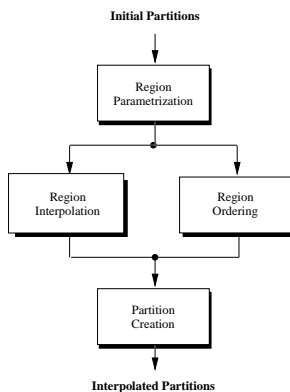 Initial Partitions
Region
Parametrization
Region
Interpolation
Region
Ordering
Partition
Creation
Interpolated Partitions